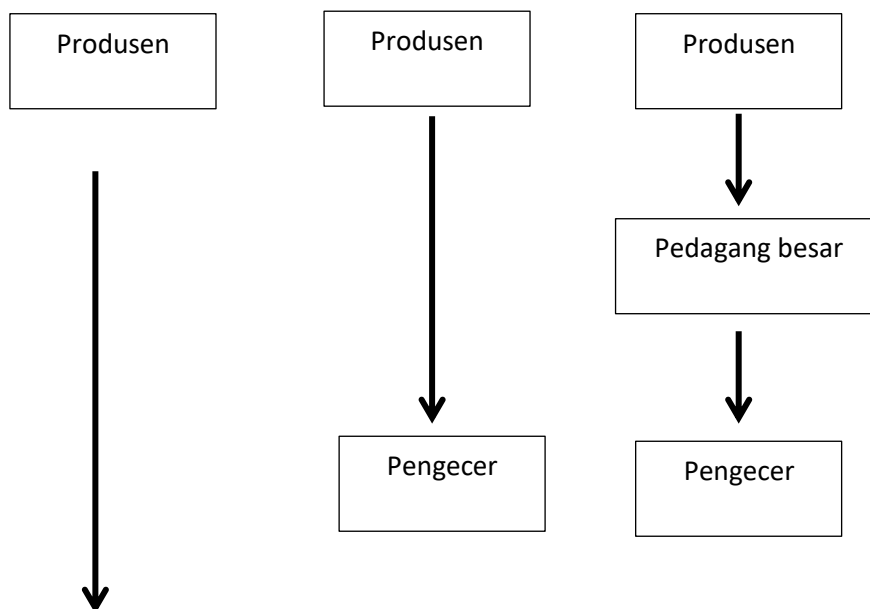 Produsen
Produsen
Produsen
Pedagang besar
Pengecer
Pengecer